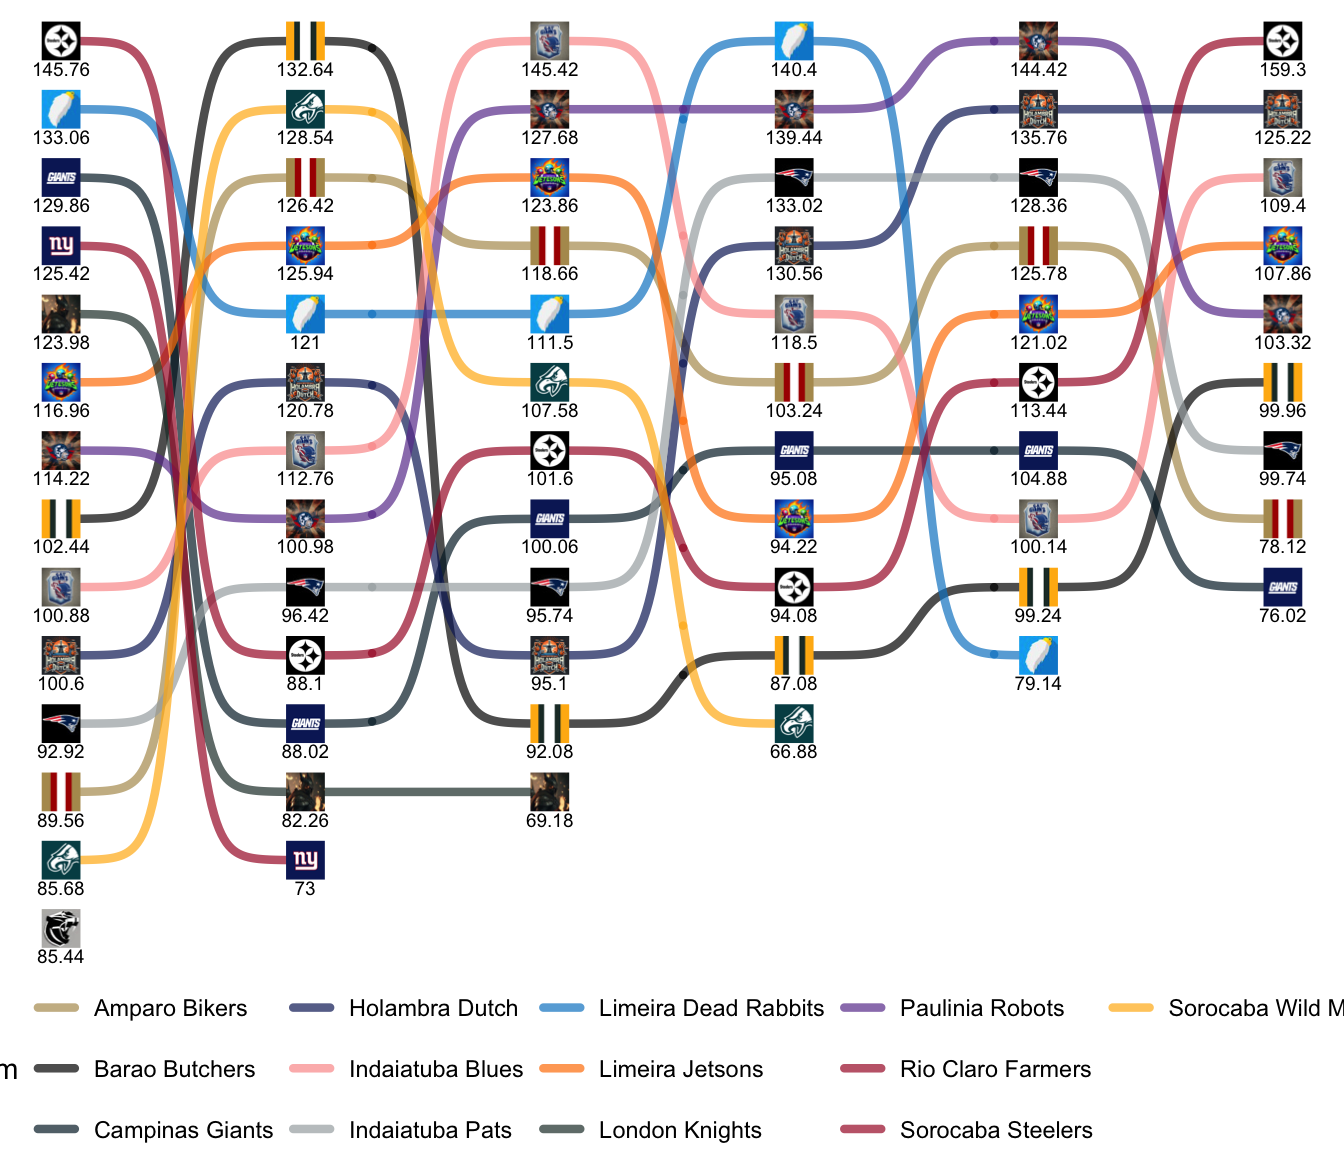 145.76 132.64 145.42 140.4 144.42 159.3
133.06 128.54 127.68 139.44 135.76 125.22
GIANTS
129.86 126.42 123.86 133.02 128.36 109.4
ny
125.42 125.94 118.66 130.56 125.78 107.86
123.98 121 111.5 118.5 121.02 103.32
116.96 120.78 107.58 103.24 113.44 99.96
GIANTS GIANTS
114.22 112.76 101.6 95.08 104.88 99.74
GIANTS
102.44 100.98 100.06 94.22 100.14 78.12
GIANTS
100.88 96.42 95.74 94.08 99.24 76.02
100.6 88.1 95.1 87.08 79.14
GIANTS
92.92 88.02 92.08 66.88
89.56 82.26 69.18
ny
85.68 73
85.44
Amparo Bikers Holambra Dutch Limeira Dead Rabbits Paulinia Robots Sorocaba Wild M
m Barao Butchers Indaiatuba Blues Limeira Jetsons Rio Claro Farmers
Campinas Giants Indaiatuba Pats London Knights Sorocaba Steelers